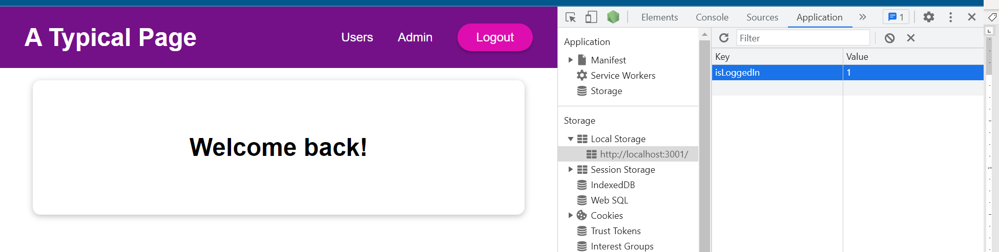 A Typical Page
Users
Admin
Logout
Welcome back!
Elements
Console
Sources
Application
1
Application
Manifest
Service Workers
Storage
Storage
Local Storage
http://localhost:3001/
Session Storage
IndexedDB
Web SQL
Cookies
Trust Tokens
Interest Groups
Filter
Key
Value
isLoggedIn
1